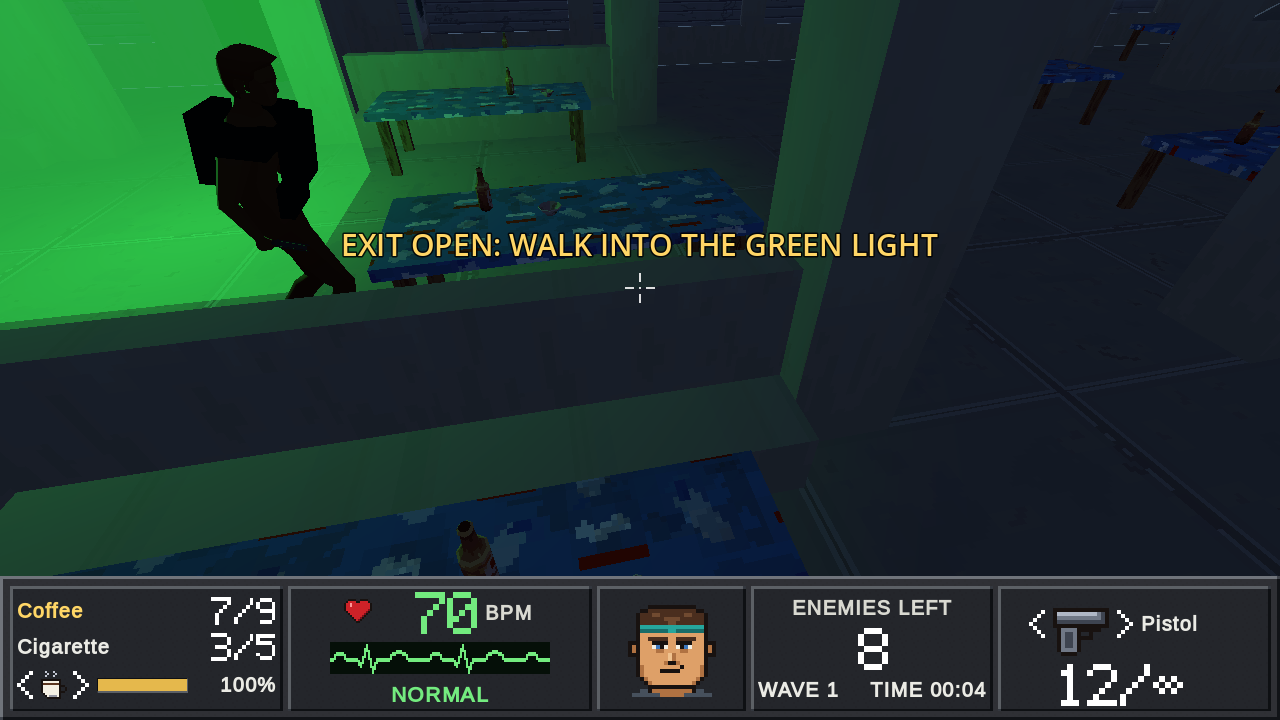 EXIT OPEN: WALK INTO THE GREEN LIGHT
Coffee 7/9
Cigarette 3/5
100%
70 BPM
NORMAL
ENEMIES LEFT
8
WAVE 1 TIME 00:04
Pistol
12/∞